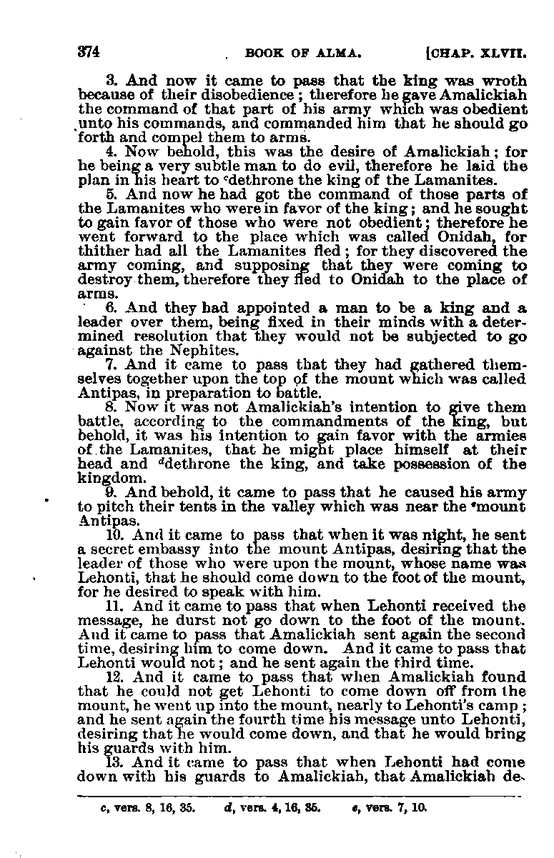 374 BOOK OF ALMA. [CHAP. XLVII.
3. And now it came to pass that the king was wroth
because of their disobedience; therefore he gave Amalickiah
the command of that part of his army which was obedient
unto his commands, and commanded him that he should go
forth and compel them to arms.
4. Now behold, this was the desire of Amalickiah; for
he being a very subtle man to do evil, therefore he laid the
plan in his heart to cdethrone the king of the Lamanites.
5. And now he had got the command of those parts of
the Lamanites who were in favor of the king; and he sought
to gain favor of those who were not obedient; therefore he
went forward to the place which was called Onidah, for
thither had all the Lamanites fled; for they discovered the
army coming, and supposing that they were coming to
destroy them, therefore they fled to Onidah to the place of
arms.
6. And they had appointed a man to be a king and a
leader over them, being fixed in their minds with a deter-
mined resolution that they would not be subjected to go
against the Nephites.
7. And it came to pass that they had gathered them-
selves together upon the top of the mount which was called
Antipas, in preparation to battle.
8. Now it was not Amalickiah's intention to give them
battle, according to the commandments of the king, but
behold, it was his intention to gain favor with the armies
of the Lamanites, that he might place himself at their
head and ddethrone the king, and take possession of the
kingdom.
9. And behold, it came to pass that he caused his army
to pitch their tents in the valley which was near the emount
Antipas.
10. And it came to pass that when it was night, he sent
a secret embassy into the mount Antipas, desiring that the
leader of those who were upon the mount, whose name was
Lehonti, that he should come down to the foot of the mount,
for he desired to speak with him.
11. And it came to pass that when Lehonti received the
message, he durst not go down to the foot of the mount.
And it came to pass that Amalickiah sent again the second
time, desiring him to come down. And it came to pass that
Lehonti would not; and he sent again the third time.
12. And it came to pass that when Amalickiah found
that he could not get Lehonti to come down off from the
mount, he went up into the mount, nearly to Lehonti's camp;
and he sent again the fourth time his message unto Lehonti,
desiring that he would come down, and that he would bring
his guards with him.
13. And it came to pass that when Lehonti had come
down with his guards to Amalickiah, that Amalickiah de-
c, vers. 8, 16, 35. d, vers. 4, 16, 35. e, vers. 7, 10.